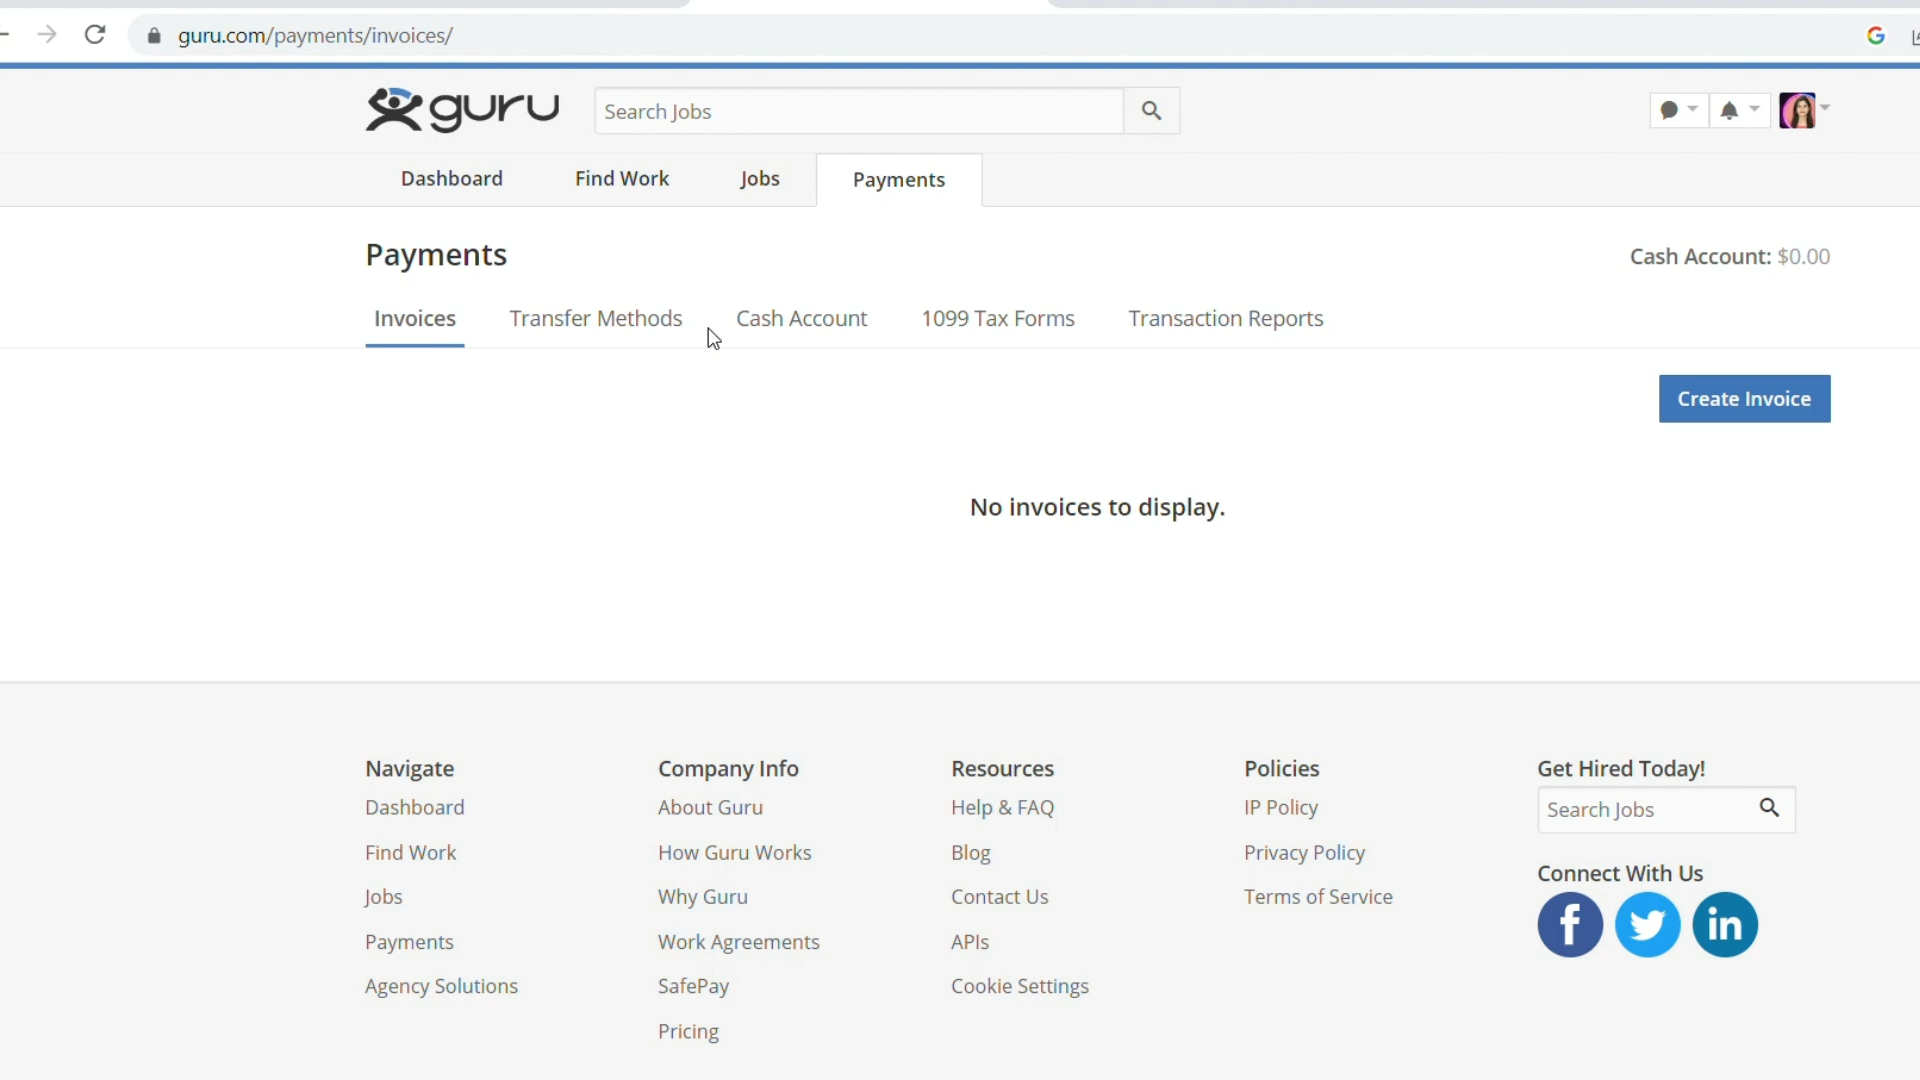 guru.com/payments/invoices/
guru
Search Jobs
Dashboard Find Work Jobs Payments
Payments
Cash Account: $0.00
Invoices Transfer Methods Cash Account 1099 Tax Forms Transaction Reports
Create Invoice
No invoices to display.
Navigate
Dashboard
Find Work
Jobs
Payments
Agency Solutions
Company Info
About Guru
How Guru Works
Why Guru
Work Agreements
SafePay
Pricing
Resources
Help & FAQ
Blog
Contact Us
APIs
Cookie Settings
Policies
IP Policy
Privacy Policy
Terms of Service
Get Hired Today!
Search Jobs
Connect With Us
f
in